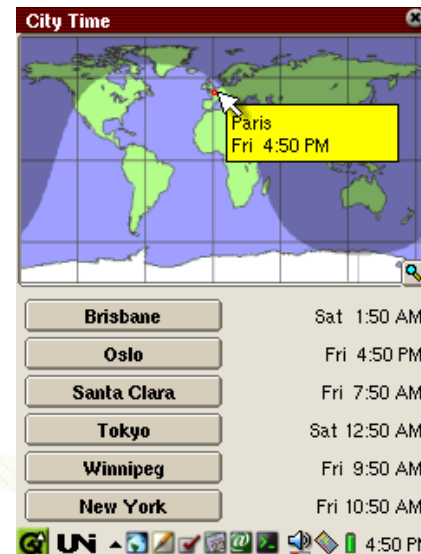 City Time
Paris
Fri 4:50 PM
Brisbane Sat 1:50 AM
Oslo Fri 4:50 PM
Santa Clara Fri 7:50 AM
Tokyo Sat 12:50 AM
Winnipeg Fri 9:50 AM
New York Fri 10:50 AM
UNi 4:50 PM